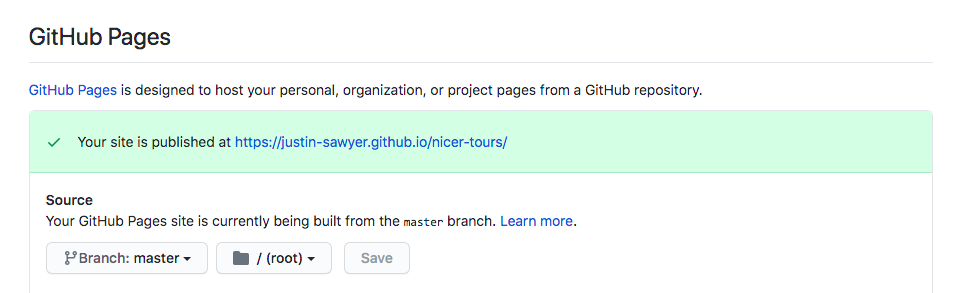 GitHub Pages
GitHub Pages is designed to host your personal, organization, or project pages from a GitHub repository.
Your site is published at https://justin-sawyer.github.io/nicer-tours/
Source
Your GitHub Pages site is currently being built from the master branch. Learn more.
Branch: master / (root) Save